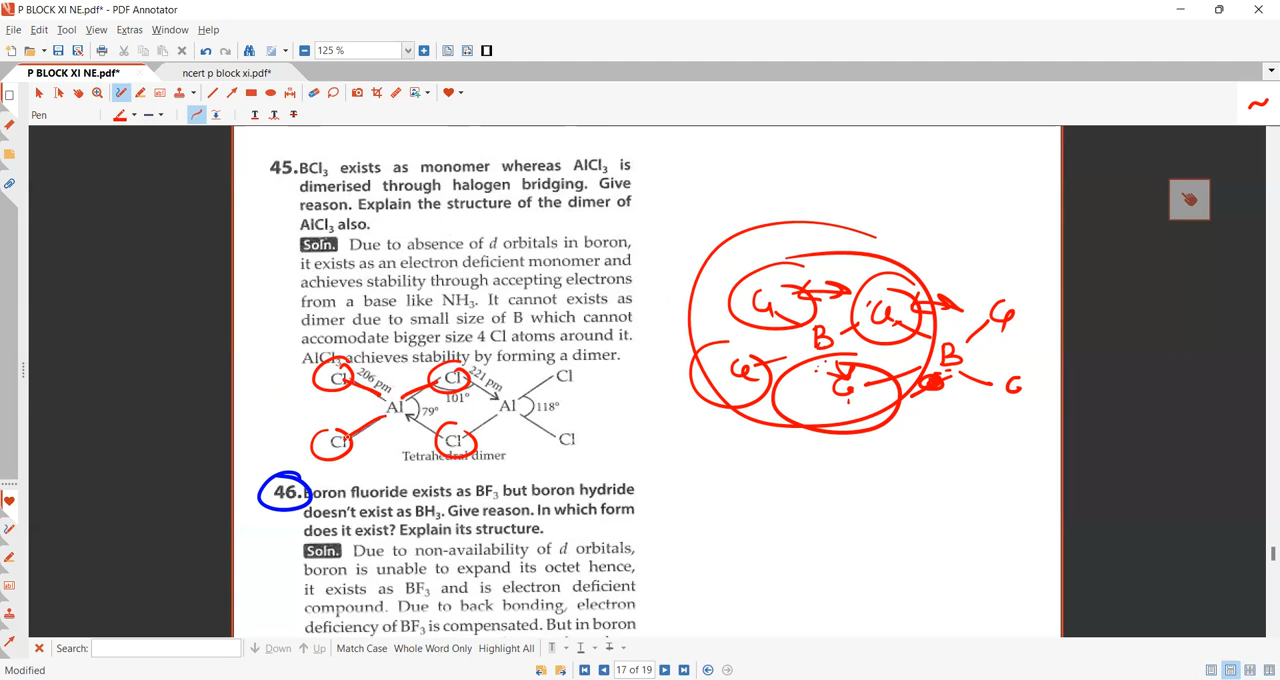 P BLOCK XI NE.pdf* - PDF Annotator
File Edit Tool View Extras Window Help
125 %
P BLOCK XI NE.pdf*
ncert p block xi.pdf*
Pen
45. BCl₃ exists as monomer whereas AlCl₃ is
dimerised through halogen bridging. Give
reason. Explain the structure of the dimer of
AlCl₃ also.
Soln. Due to absence of d orbitals in boron,
it exists as an electron deficient monomer and
achieves stability through accepting electrons
from a base like NH₃. It cannot exists as
dimer due to small size of B which cannot
accomodate bigger size 4 Cl atoms around it.
AlCl₃ achieves stability by forming a dimer.
Cl 206 pm Cl 221 pm Cl
Al 79° 101° Al 118°
Cl Cl Cl
Tetrahedral dimer
Cl Cl Cl
B B
Cl Cl
46. Boron fluoride exists as BF₃ but boron hydride
doesn't exist as BH₃. Give reason. In which form
does it exist? Explain its structure.
Soln. Due to non-availability of d orbitals,
boron is unable to expand its octet hence,
it exists as BF₃ and is electron deficient
compound. Due to back bonding, electron
deficiency of BF₃ is compensated. But in boron
Search: Down Up Match Case Whole Word Only Highlight All
Modified
17 of 19